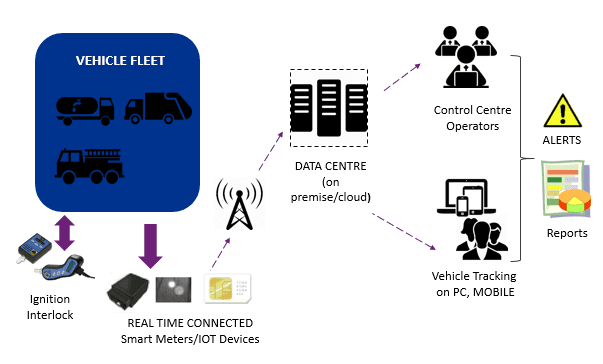 VEHICLE FLEET
DATA CENTRE
(on
premise/cloud)
Control Centre
Operators
ALERTS
Reports
Vehicle Tracking
on PC, MOBILE
Ignition
Interlock
REAL TIME CONNECTED
Smart Meters/IOT Devices